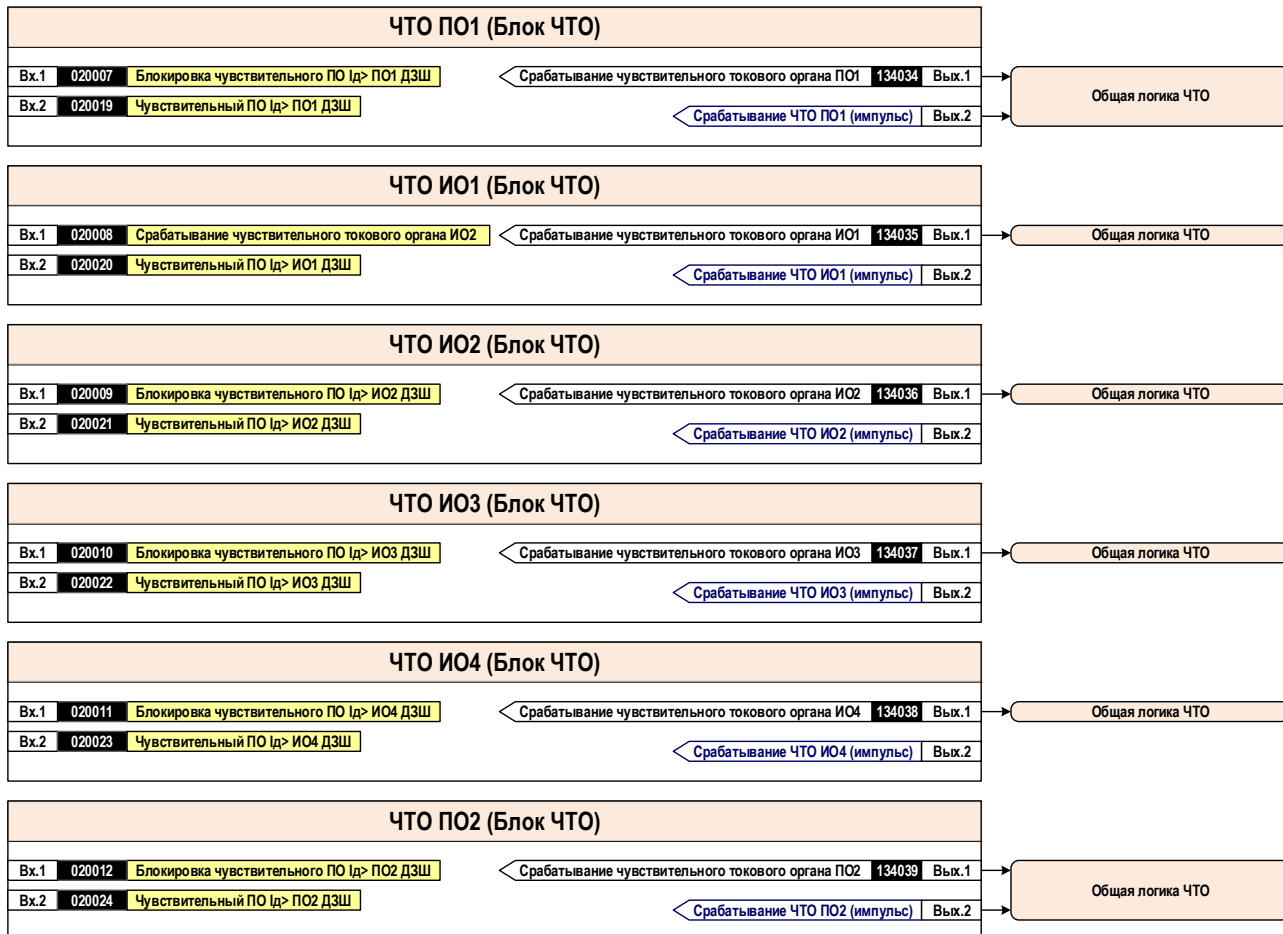 ЧТО ПО1 (Блок ЧТО)
Вх.1 020007 Блокировка чувствительного ПО Iд> ПО1 ДЗШ Срабатывание чувствительного токового органа ПО1 134034 Вых.1
Общая логика ЧТО
Вх.2 020019 Чувствительный ПО Iд> ПО1 ДЗШ Срабатывание ЧТО ПО1 (импульс) Вых.2
ЧТО ИО1 (Блок ЧТО)
Вх.1 020008 Срабатывание чувствительного токового органа ИО2 Срабатывание чувствительного токового органа ИО1 134035 Вых.1 Общая логика ЧТО
Вх.2 020020 Чувствительный ПО Iд> ИО1 ДЗШ Срабатывание ЧТО ИО1 (импульс) Вых.2
ЧТО ИО2 (Блок ЧТО)
Вх.1 020009 Блокировка чувствительного ПО Iд> ИО2 ДЗШ Срабатывание чувствительного токового органа ИО2 134036 Вых.1 Общая логика ЧТО
Вх.2 020021 Чувствительный ПО Iд> ИО2 ДЗШ Срабатывание ЧТО ИО2 (импульс) Вых.2
ЧТО ИО3 (Блок ЧТО)
Вх.1 020010 Блокировка чувствительного ПО Iд> ИО3 ДЗШ Срабатывание чувствительного токового органа ИО3 134037 Вых.1 Общая логика ЧТО
Вх.2 020022 Чувствительный ПО Iд> ИО3 ДЗШ Срабатывание ЧТО ИО3 (импульс) Вых.2
ЧТО ИО4 (Блок ЧТО)
Вх.1 020011 Блокировка чувствительного ПО Iд> ИО4 ДЗШ Срабатывание чувствительного токового органа ИО4 134038 Вых.1 Общая логика ЧТО
Вх.2 020023 Чувствительный ПО Iд> ИО4 ДЗШ Срабатывание ЧТО ИО4 (импульс) Вых.2
ЧТО ПО2 (Блок ЧТО)
Вх.1 020012 Блокировка чувствительного ПО Iд> ПО2 ДЗШ Срабатывание чувствительного токового органа ПО2 134039 Вых.1
Общая логика ЧТО
Вх.2 020024 Чувствительный ПО Iд> ПО2 ДЗШ Срабатывание ЧТО ПО2 (импульс) Вых.2